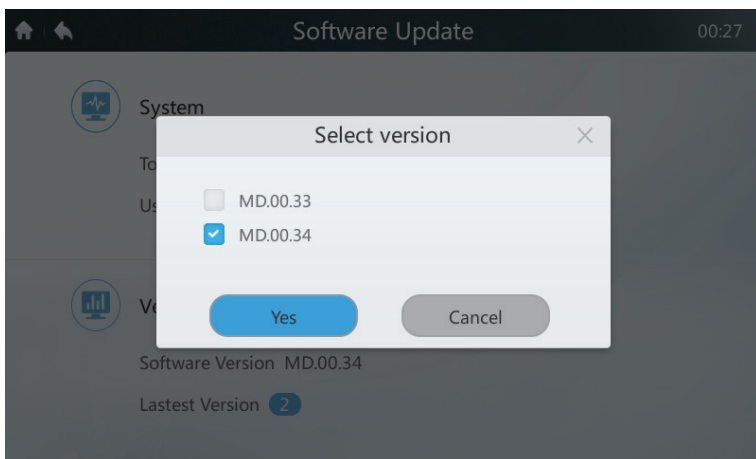 Software Update
00:27
System
Select version
To
Us
MD.00.33
MD.00.34
Ve
Yes
Cancel
Software Version MD.00.34
Lastest Version 2